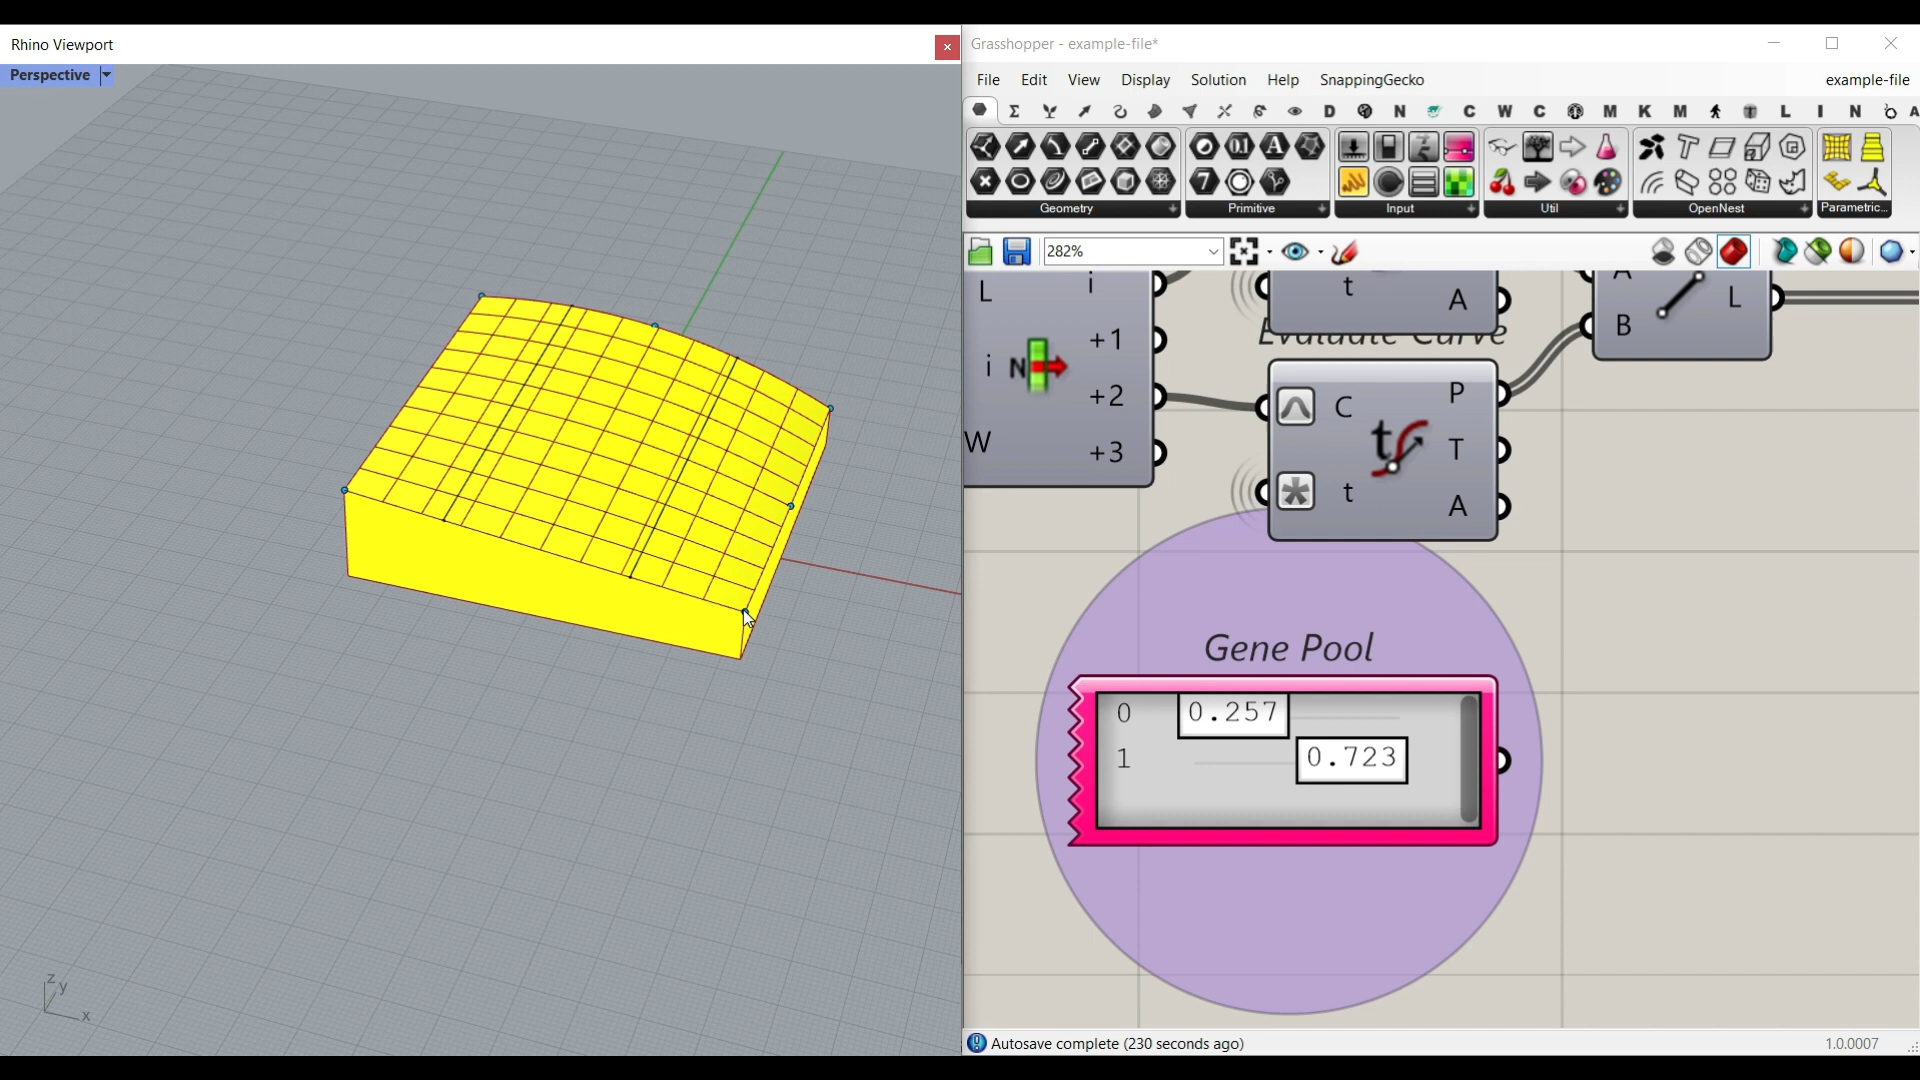 Rhino Viewport
Perspective
z
y
x
Grasshopper - example-file*
File Edit View Display Solution Help SnappingGecko example-file
D N C W C M K M L I N
Geometry Primitive Input Util OpenNest Parametric...
282%
L i
+1
i N +2
W +3
t A
Evaluate Curve
C P
t T
t A
A
B L
Gene Pool
0 0.257
1 0.723
Autosave complete (230 seconds ago) 1.0.0007